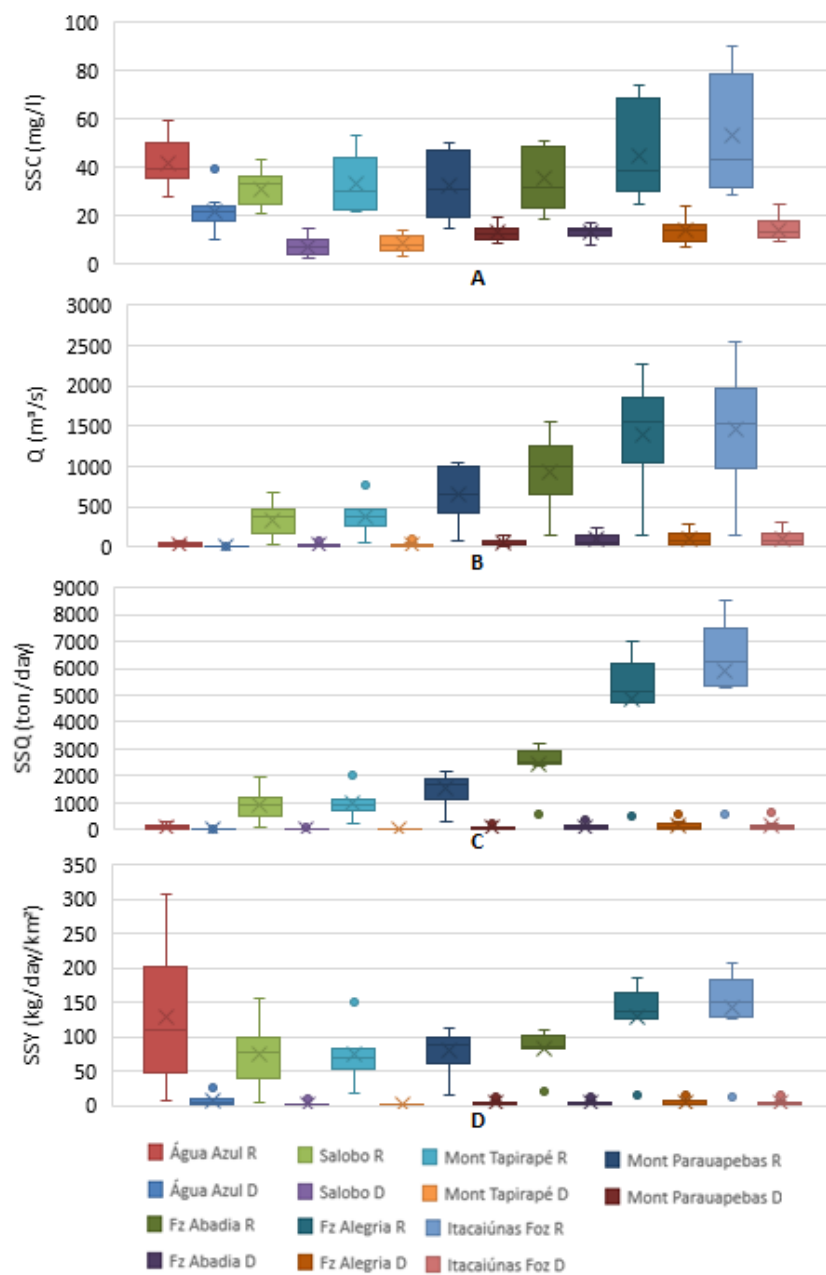 100
80
60
40
20
0
SSC (mg/l)
A
3000
2500
2000
1500
1000
500
0
Q (m³/s)
B
9000
8000
7000
6000
5000
4000
3000
2000
1000
0
SSQ (ton/day)
C
350
300
250
200
150
100
50
0
SSY (kg/day/km²)
D
Água Azul R
Salobo R
Mont Tapirapé R
Mont Parauapebas R
Água Azul D
Salobo D
Mont Tapirapé D
Mont Parauapebas D
Fz Abadia R
Fz Alegria R
Itacaiúnas Foz R
Fz Abadia D
Fz Alegria D
Itacaiúnas Foz D